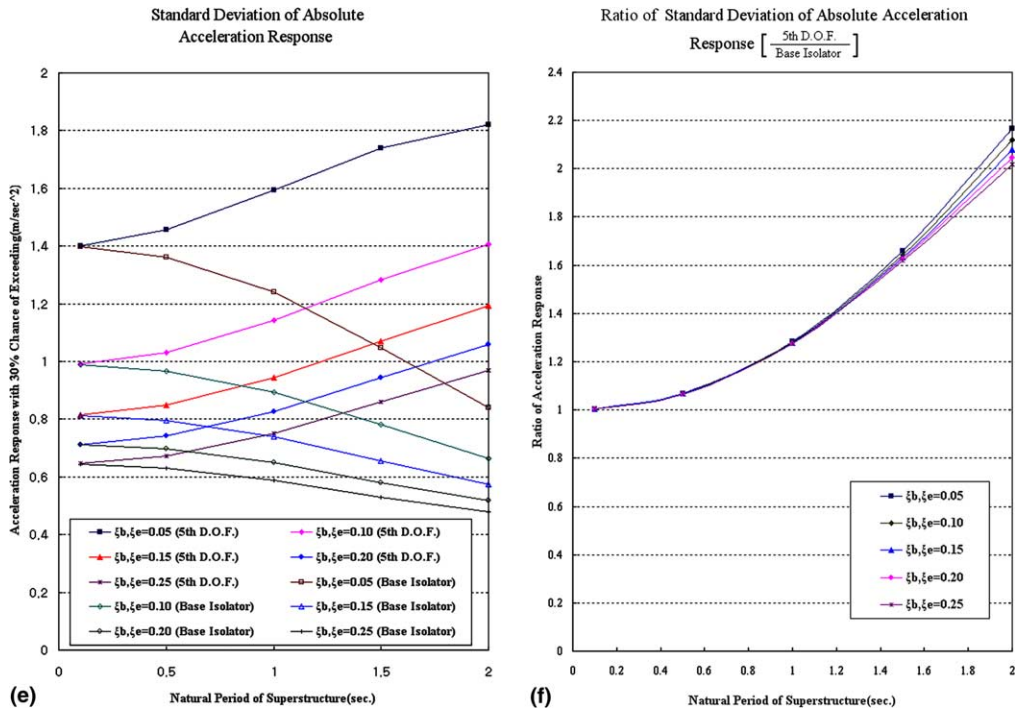 Standard Deviation of Absolute
Acceleration Response
Acceleration Response with 30% Chance of Exceeding(m/sec^2)
2
1.8
1.6
1.4
1.2
1
0.8
0.6
0.4
0.2
0
ξb,ξe=0.05 (5th D.O.F.) ξb,ξe=0.10 (5th D.O.F.)
ξb,ξe=0.15 (5th D.O.F.) ξb,ξe=0.20 (5th D.O.F.)
ξb,ξe=0.25 (5th D.O.F.) ξb,ξe=0.05 (Base Isolator)
ξb,ξe=0.10 (Base Isolator) ξb,ξe=0.15 (Base Isolator)
ξb,ξe=0.20 (Base Isolator) ξb,ξe=0.25 (Base Isolator)
0 0.5 1 1.5 2
(e) Natural Period of Superstructure(sec.)
Ratio of Standard Deviation of Absolute Acceleration
Response [5th D.O.F. / Base Isolator]
Ratio of Acceleration Response
2.4
2.2
2
1.8
1.6
1.4
1.2
1
0.8
0.6
0.4
0.2
0
ξb,ξe=0.05
ξb,ξe=0.10
ξb,ξe=0.15
ξb,ξe=0.20
ξb,ξe=0.25
0 0.2 0.4 0.6 0.8 1 1.2 1.4 1.6 1.8 2
(f) Natural Period of Superstructure(sec.)